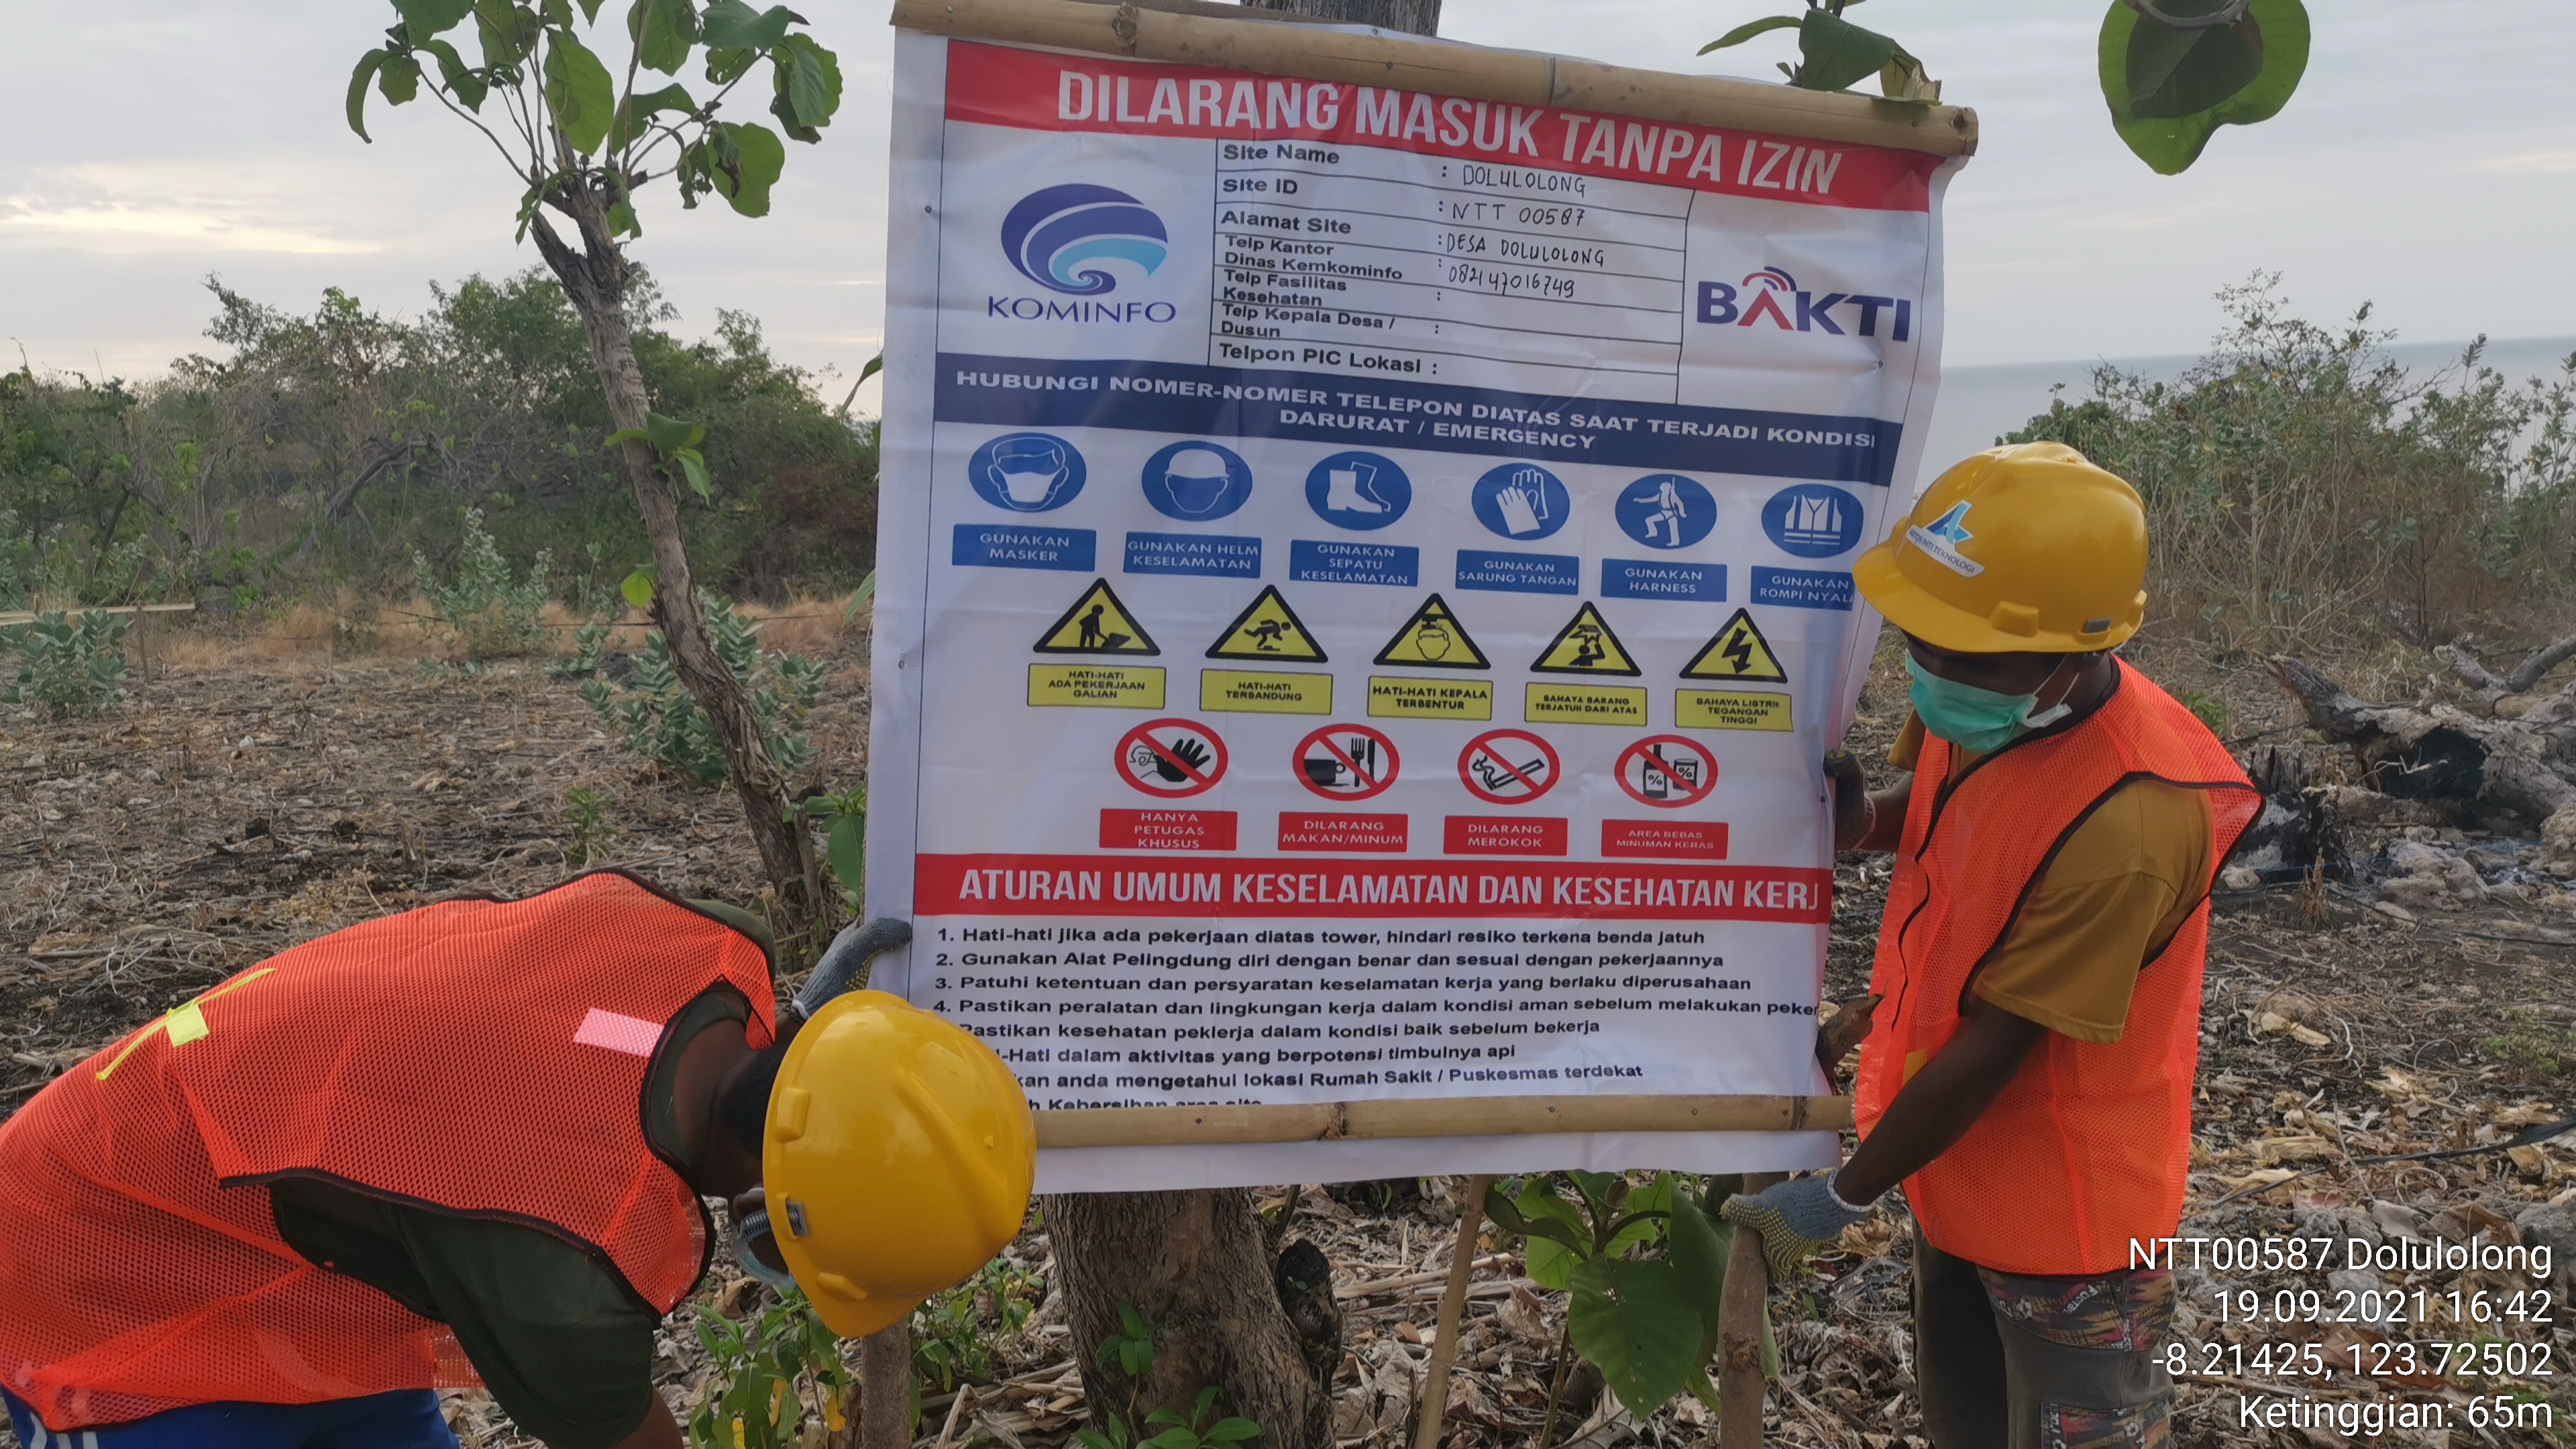 DILARANG MASUK TANPA IZIN
KOMINFO
Site Name : DOLULOLONG
Site ID : NTT 00587
Alamat Site : DESA DOLULOLONG
Telp Kantor
Dinas Kemkominfo : 082147016749
Telp Fasilitas
Kesehatan :
Telp Kepala Desa /
Dusun :
Telpon PIC Lokasi :
BAKTI
HUBUNGI NOMER-NOMER TELEPON DIATAS SAAT TERJADI KONDISI
DARURAT / EMERGENCY
GUNAKAN
MASKER
GUNAKAN HELM
KESELAMATAN
GUNAKAN
SEPATU
KESELAMATAN
GUNAKAN
SARUNG TANGAN
GUNAKAN
HARNESS
GUNAKAN
ROMPI NYALA
HATI-HATI
ADA PEKERJAAN
GALIAN
HATI-HATI
TERBANDUNG
HATI-HATI KEPALA
TERBENTUR
BAHAYA BARANG
TERJATUH DARI ATAS
BAHAYA LISTRIK
TEGANGAN
TINGGI
HANYA
PETUGAS
KHUSUS
DILARANG
MAKAN/MINUM
DILARANG
MEROKOK
AREA BEBAS
MINUMAN KERAS
ATURAN UMUM KESELAMATAN DAN KESEHATAN KERJ
1. Hati-hati jika ada pekerjaan diatas tower, hindari resiko terkena benda jatuh
2. Gunakan Alat Pelingdung diri dengan benar dan sesuai dengan pekerjaannya
3. Patuhi ketentuan dan persyaratan keselamatan kerja yang berlaku diperusahaan
4. Pastikan peralatan dan lingkungan kerja dalam kondisi aman sebelum melakukan peker
Pastikan kesehatan peklerja dalam kondisi baik sebelum bekerja
i-Hati dalam aktivitas yang berpotensi timbulnya api
kan anda mengetahui lokasi Rumah Sakit / Puskesmas terdekat
h Kebersihan area site
INTI TEKNOLOGI
NTT00587 Dolulolong
19.09.2021 16:42
-8.21425, 123.72502
Ketinggian: 65m